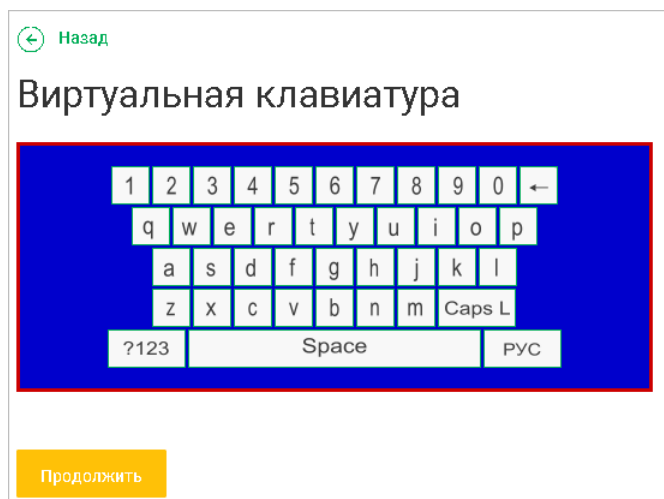 Назад
Виртуальная клавиатура
1 2 3 4 5 6 7 8 9 0 ←
q w e r t y u i o p
a s d f g h j k l
z x c v b n m Caps L
?123 Space РУС
Продолжить